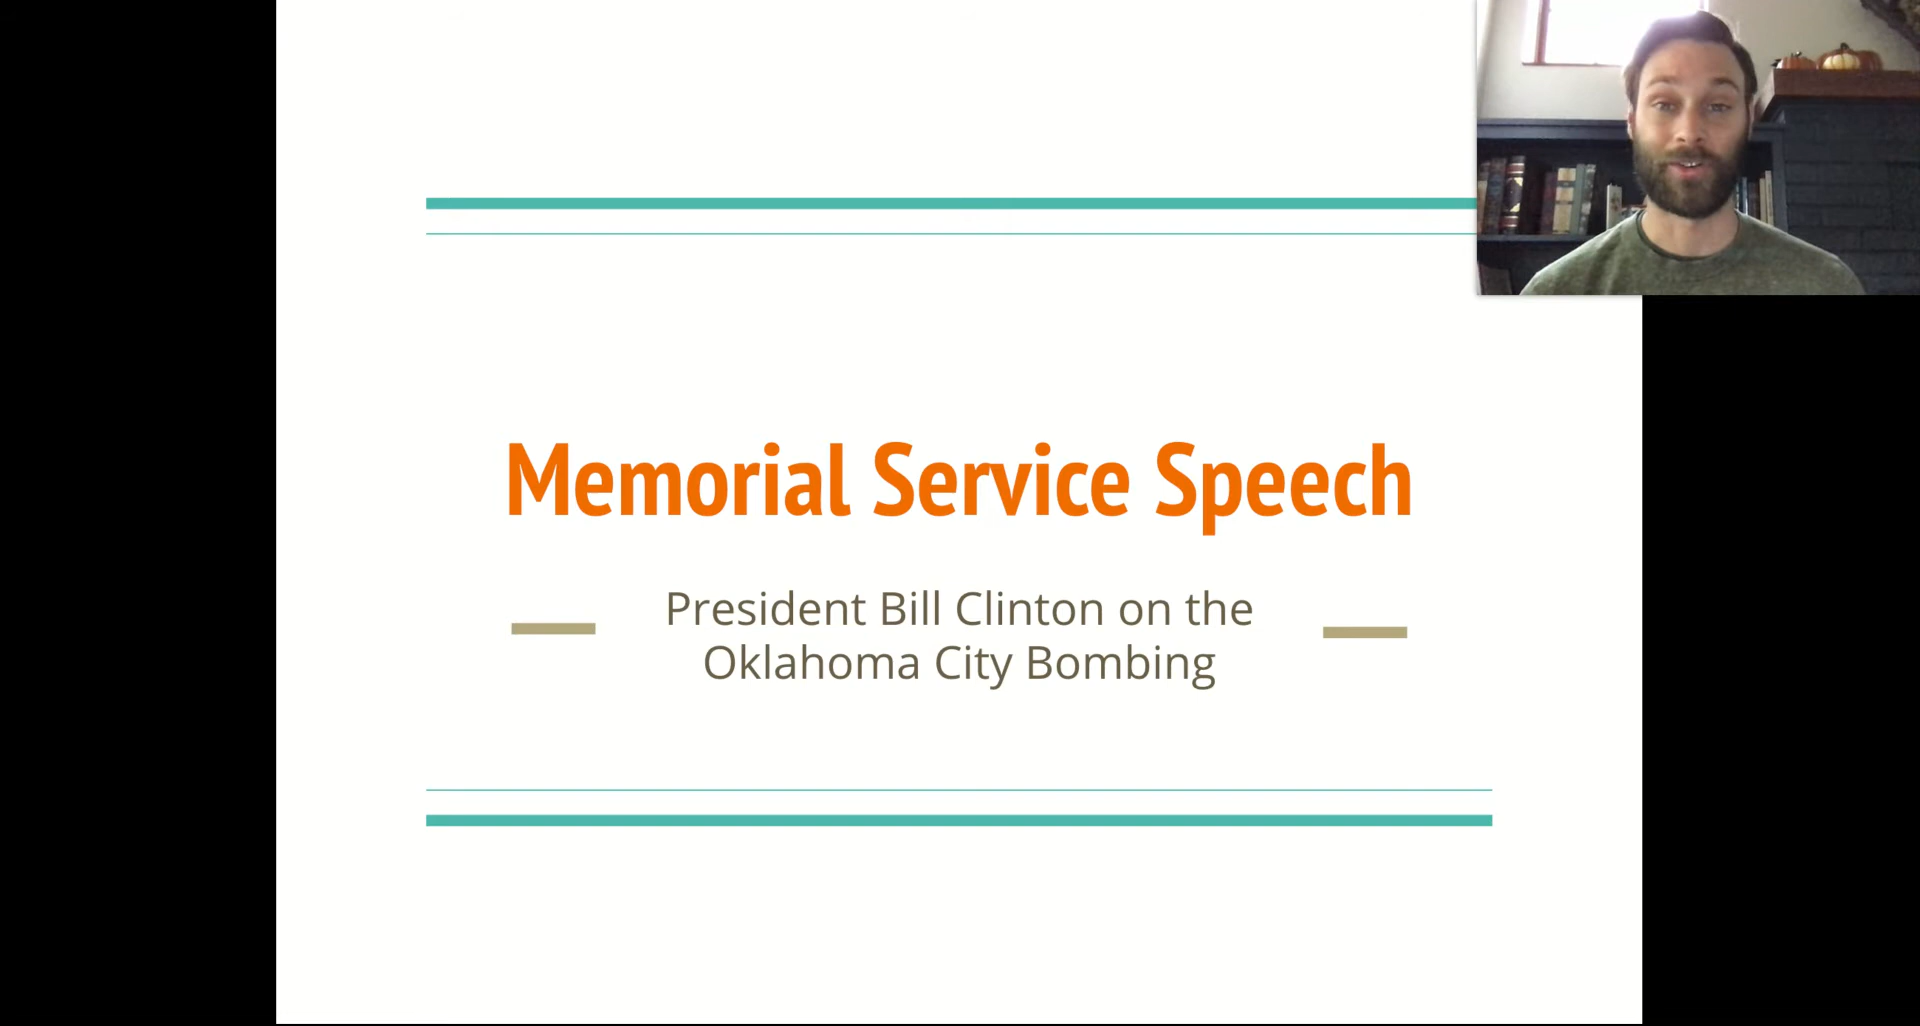 Memorial Service Speech
President Bill Clinton on the
Oklahoma City Bombing